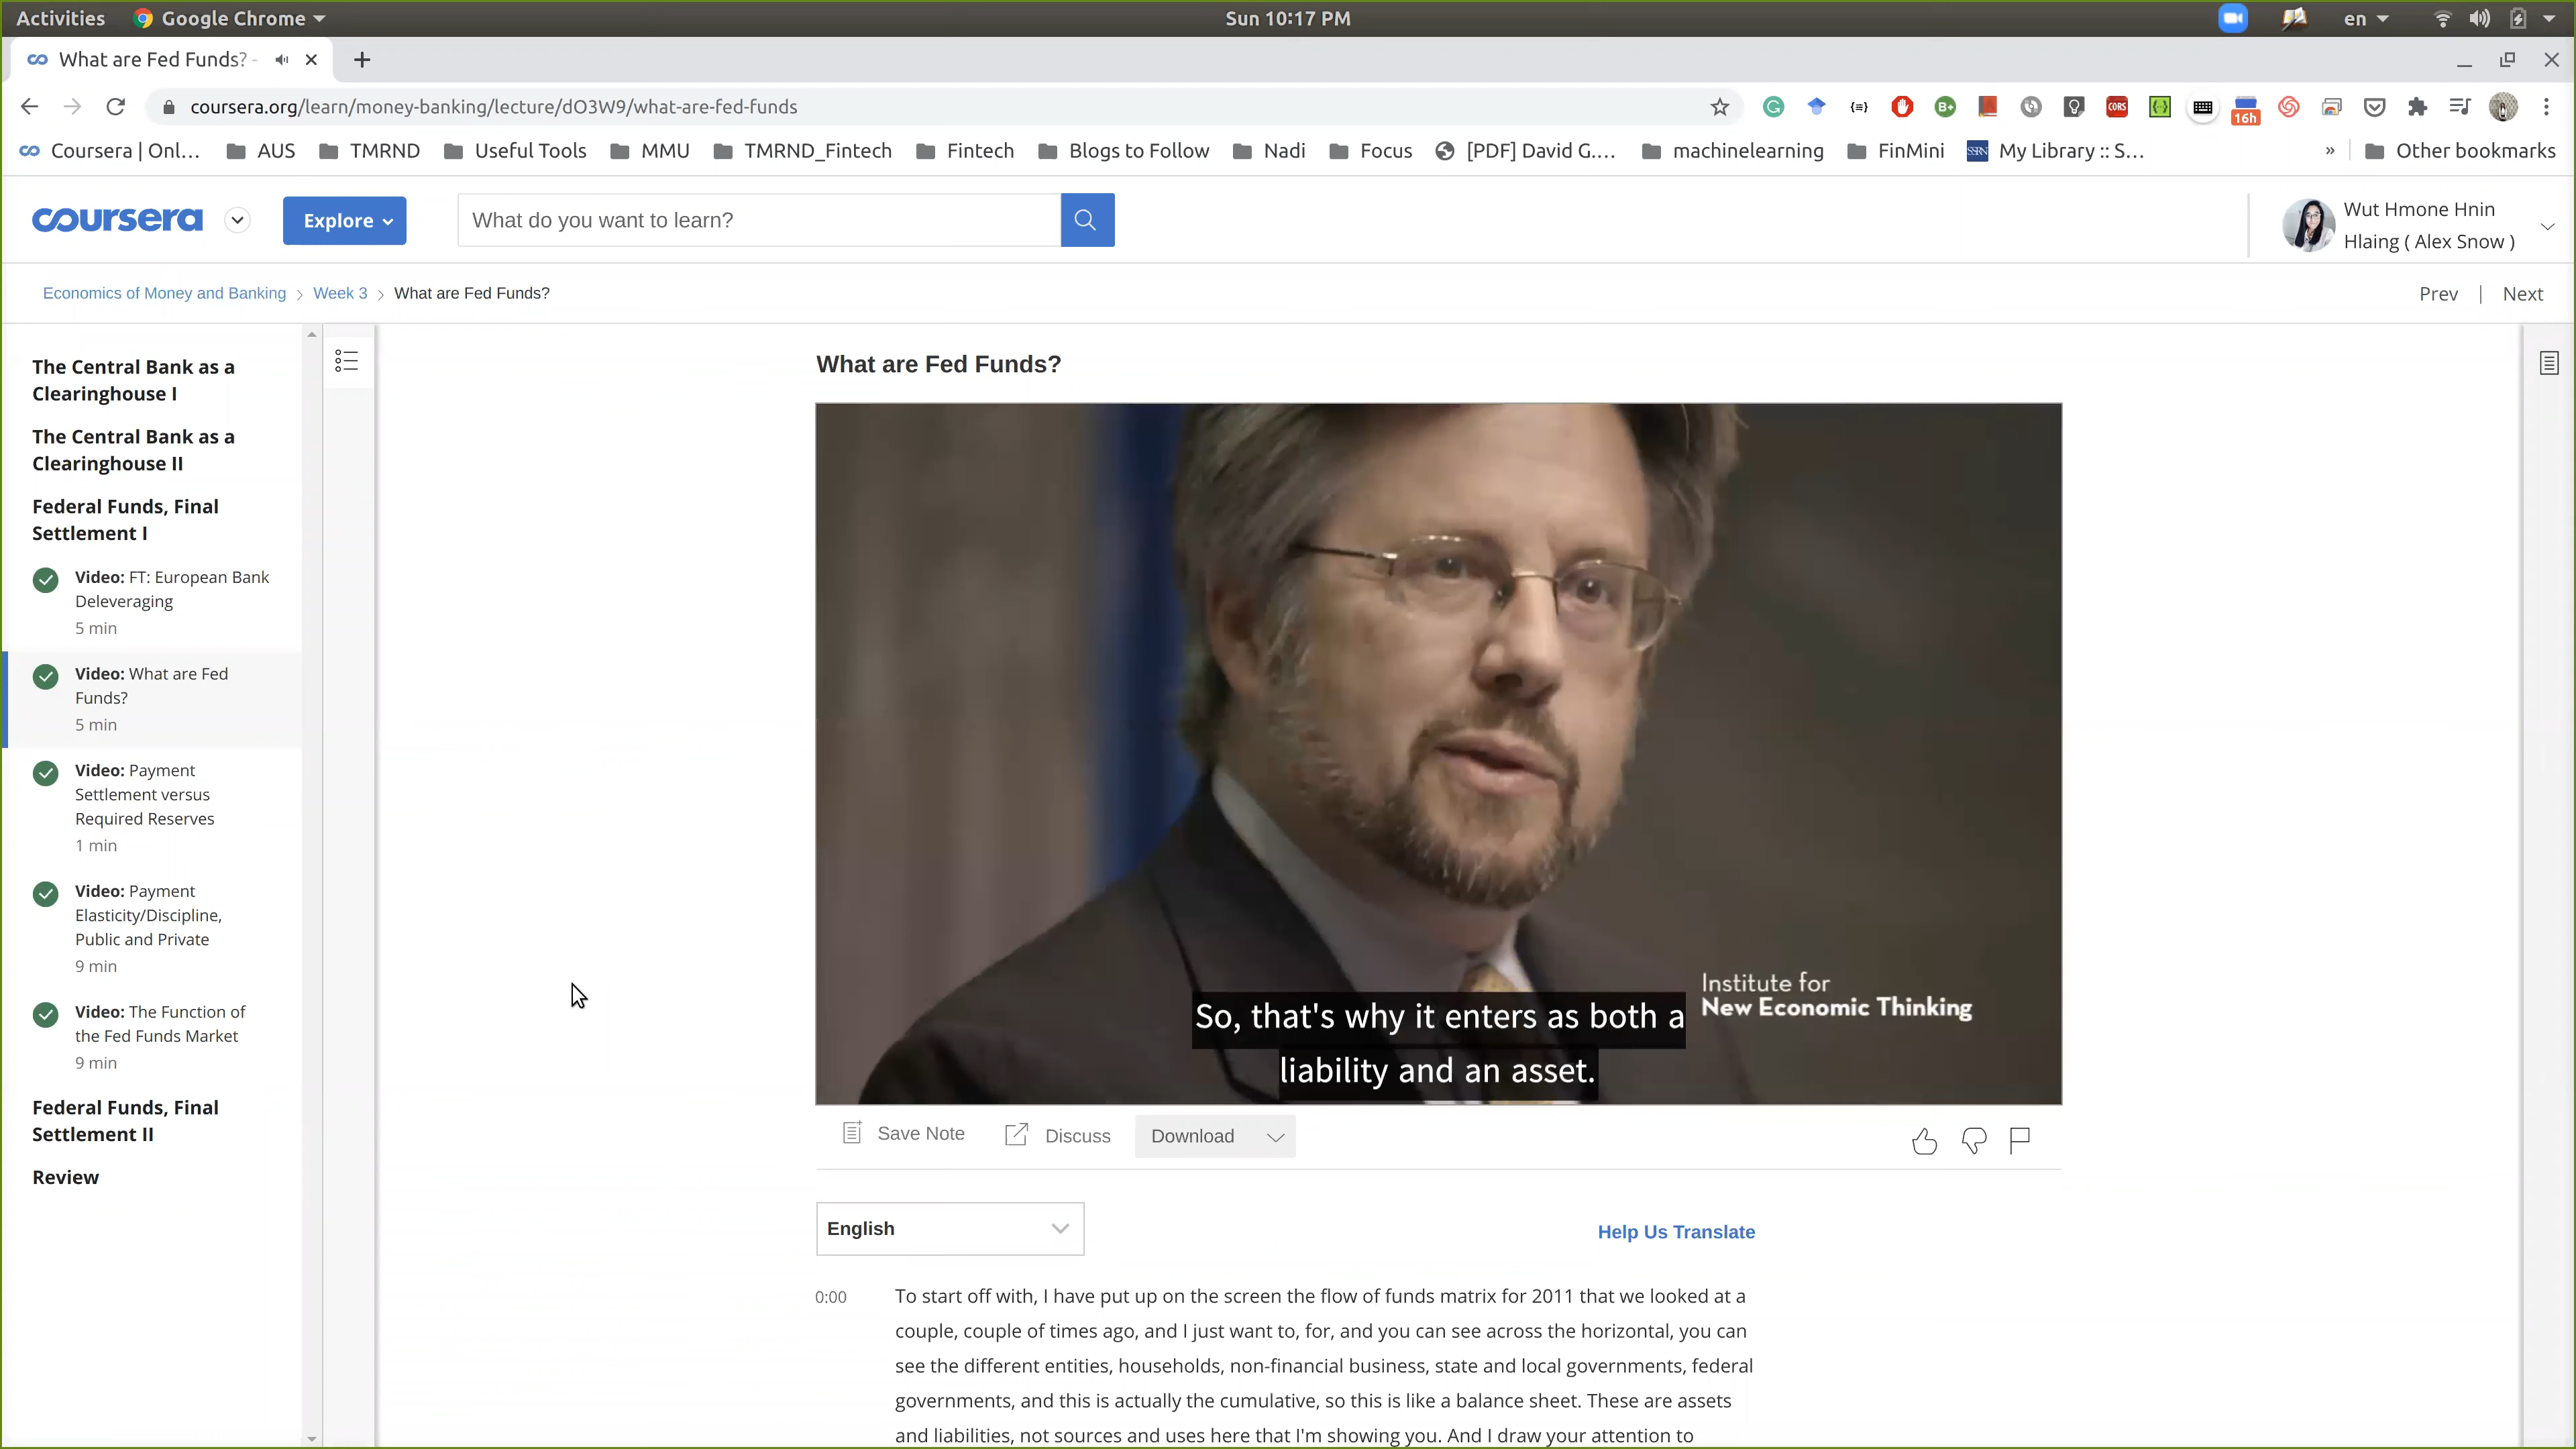 Activities Google Chrome Sun 10:17 PM en
What are Fed Funds? -
coursera.org/learn/money-banking/lecture/dO3W9/what-are-fed-funds CORS 16h
Coursera | Onl... AUS TMRND Useful Tools MMU TMRND_Fintech Fintech Blogs to Follow Nadi Focus [PDF] David G.... machinelearning FinMini SSRN My Library :: S... » Other bookmarks
coursera Explore What do you want to learn? Wut Hmone Hnin
Hlaing ( Alex Snow )
Economics of Money and Banking > Week 3 > What are Fed Funds? Prev | Next
The Central Bank as a
Clearinghouse I
The Central Bank as a
Clearinghouse II
Federal Funds, Final
Settlement I
Video: FT: European Bank
Deleveraging
5 min
Video: What are Fed
Funds?
5 min
Video: Payment
Settlement versus
Required Reserves
1 min
Video: Payment
Elasticity/Discipline,
Public and Private
9 min
Video: The Function of
the Fed Funds Market
9 min
Federal Funds, Final
Settlement II
Review
What are Fed Funds?
Institute for
New Economic Thinking
So, that's why it enters as both a
liability and an asset.
Save Note Discuss Download
English Help Us Translate
0:00 To start off with, I have put up on the screen the flow of funds matrix for 2011 that we looked at a
couple, couple of times ago, and I just want to, for, and you can see across the horizontal, you can
see the different entities, households, non-financial business, state and local governments, federal
governments, and this is actually the cumulative, so this is like a balance sheet. These are assets
and liabilities, not sources and uses here that I'm showing you. And I draw your attention to